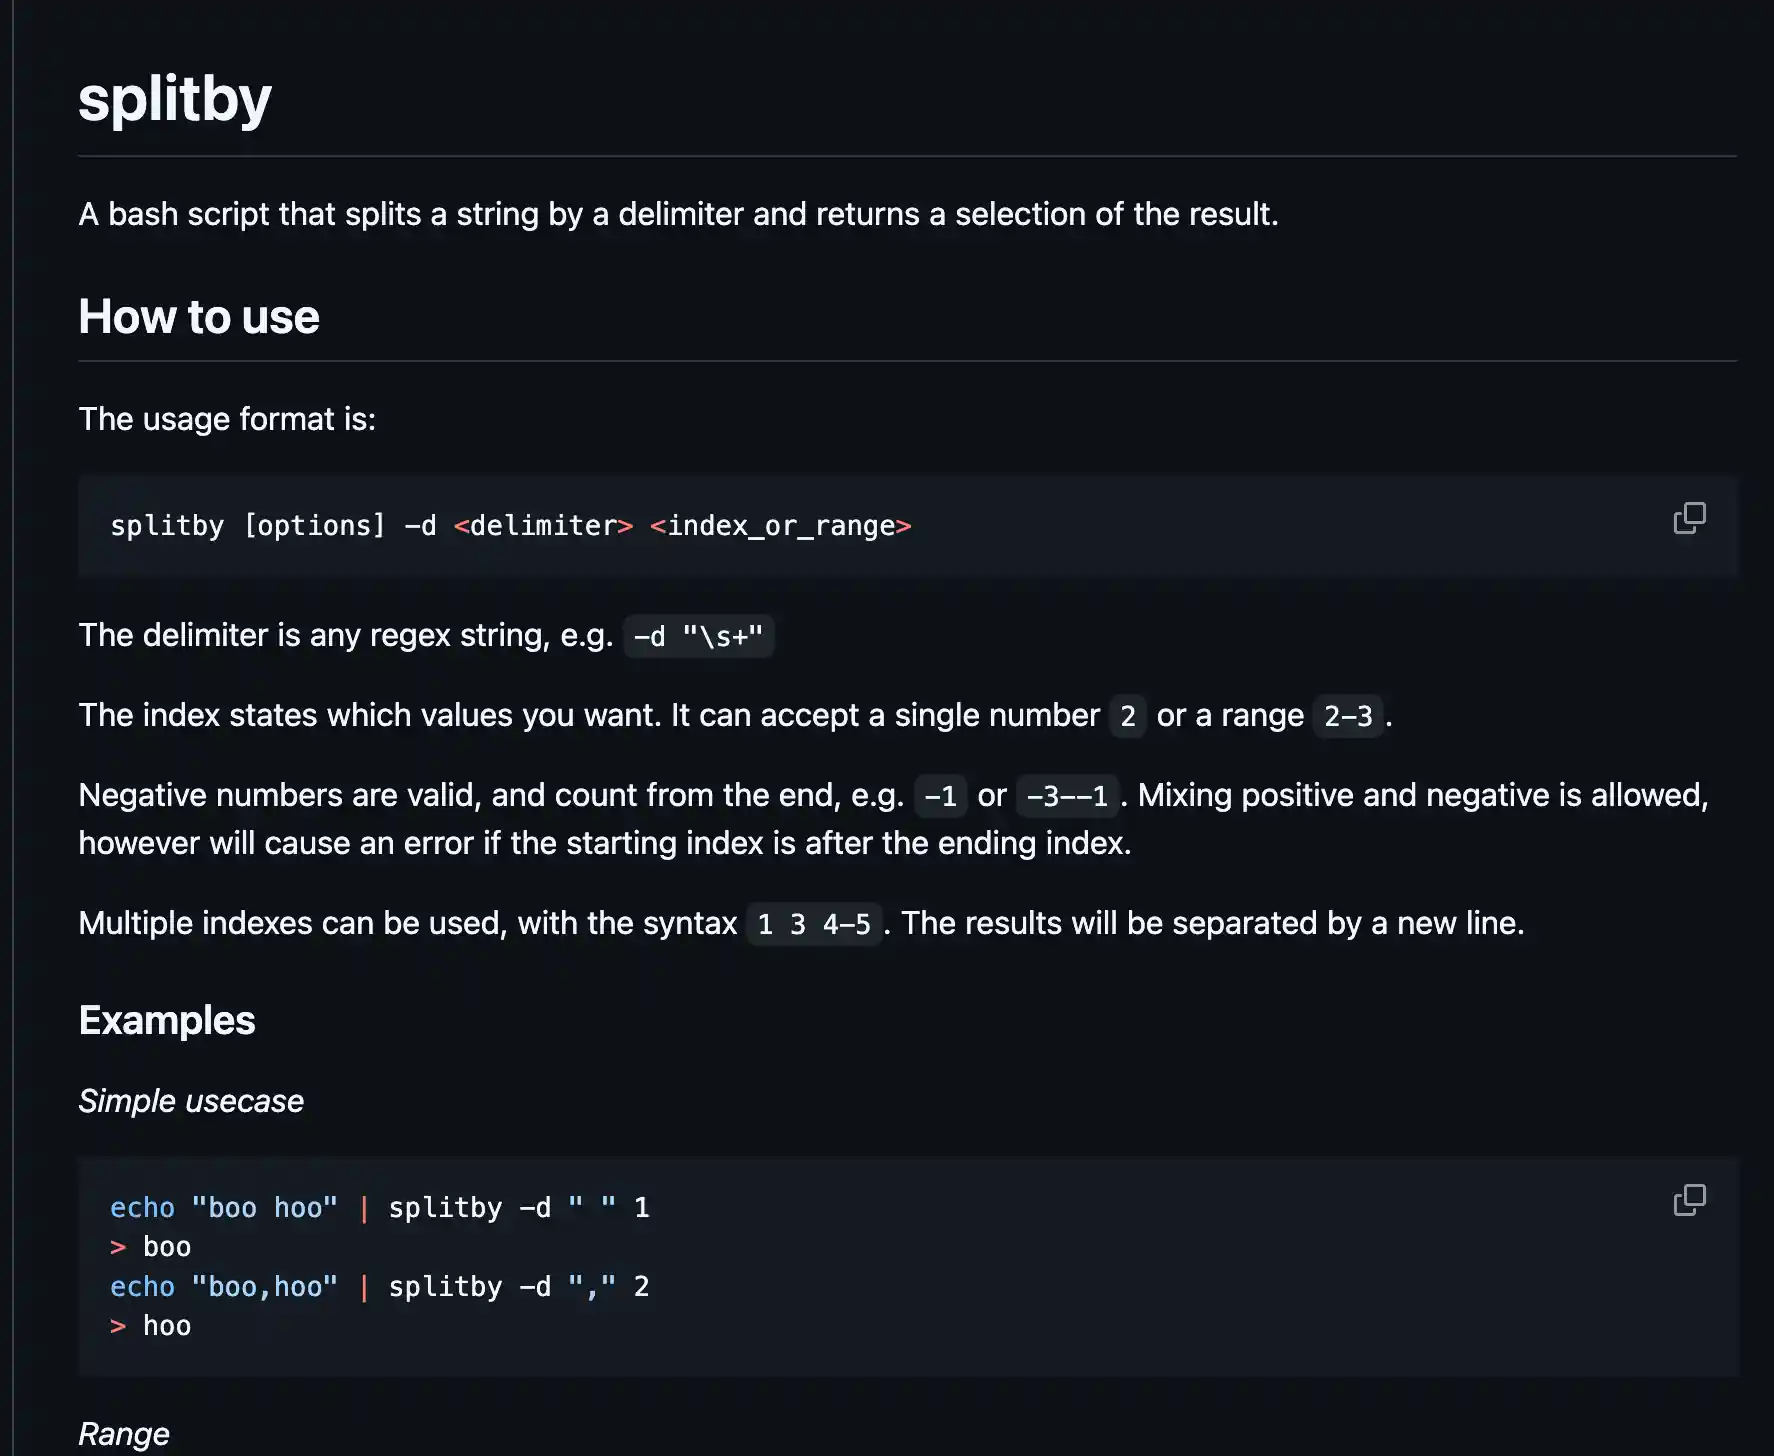 splitby
A bash script that splits a string by a delimiter and returns a selection of the result.
How to use
The usage format is:
splitby [options] -d <delimiter> <index_or_range>
The delimiter is any regex string, e.g. -d "\s+"
The index states which values you want. It can accept a single number 2 or a range 2-3.
Negative numbers are valid, and count from the end, e.g. -1 or -3--1. Mixing positive and negative is allowed,
however will cause an error if the starting index is after the ending index.
Multiple indexes can be used, with the syntax 1 3 4-5. The results will be separated by a new line.
Examples
Simple usecase
echo "boo hoo" | splitby -d " " 1
> boo
echo "boo,hoo" | splitby -d "," 2
> hoo
Range